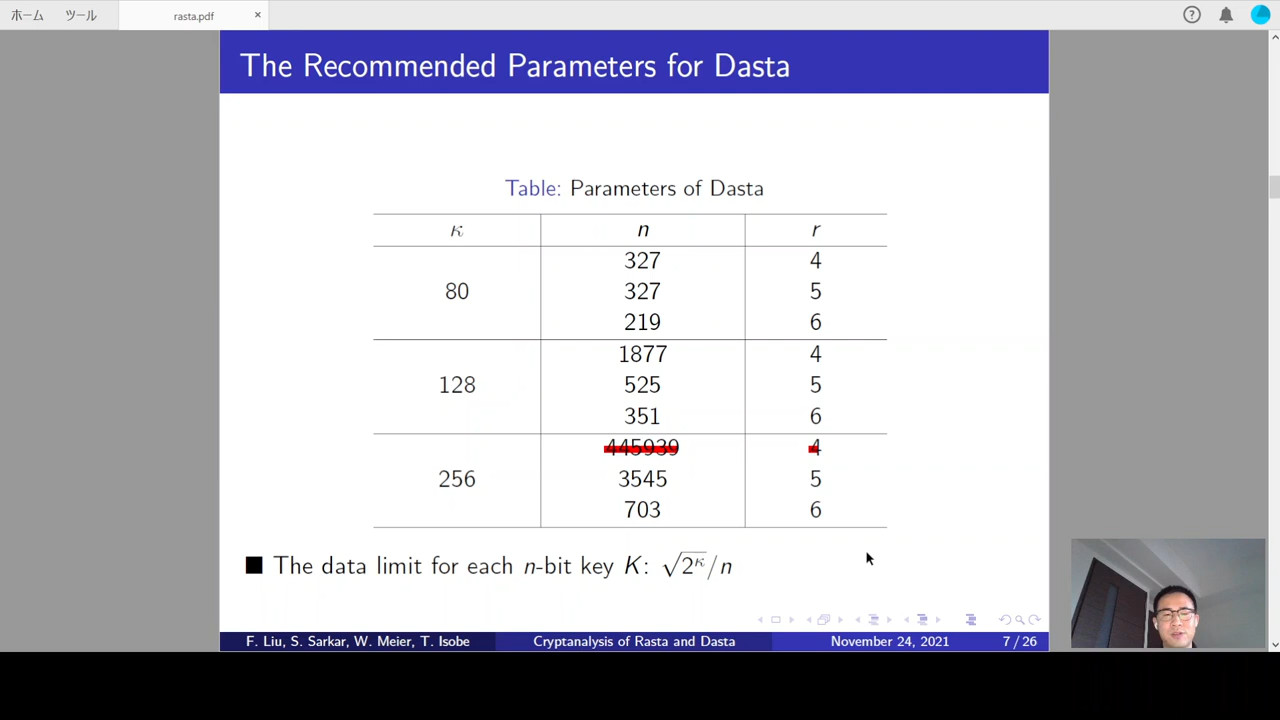 ホーム ツール rasta.pdf ×
The Recommended Parameters for Dasta
Table: Parameters of Dasta
κ n r
327 4
80 327 5
219 6
1877 4
128 525 5
351 6
445939 4
256 3545 5
703 6
The data limit for each n-bit key K: √2^κ/n
F. Liu, S. Sarkar, W. Meier, T. Isobe Cryptanalysis of Rasta and Dasta November 24, 2021 7 / 26